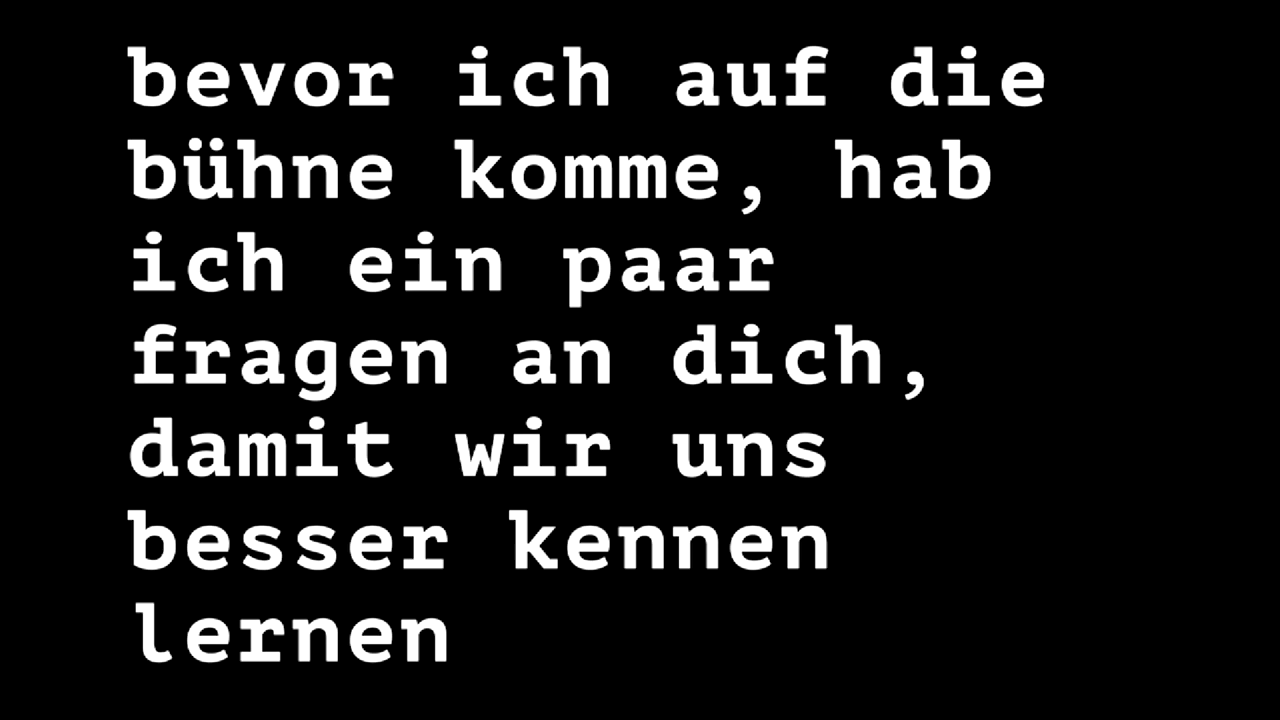 bevor ich auf die
bühne komme, hab
ich ein paar
fragen an dich,
damit wir uns
besser kennen
lernen